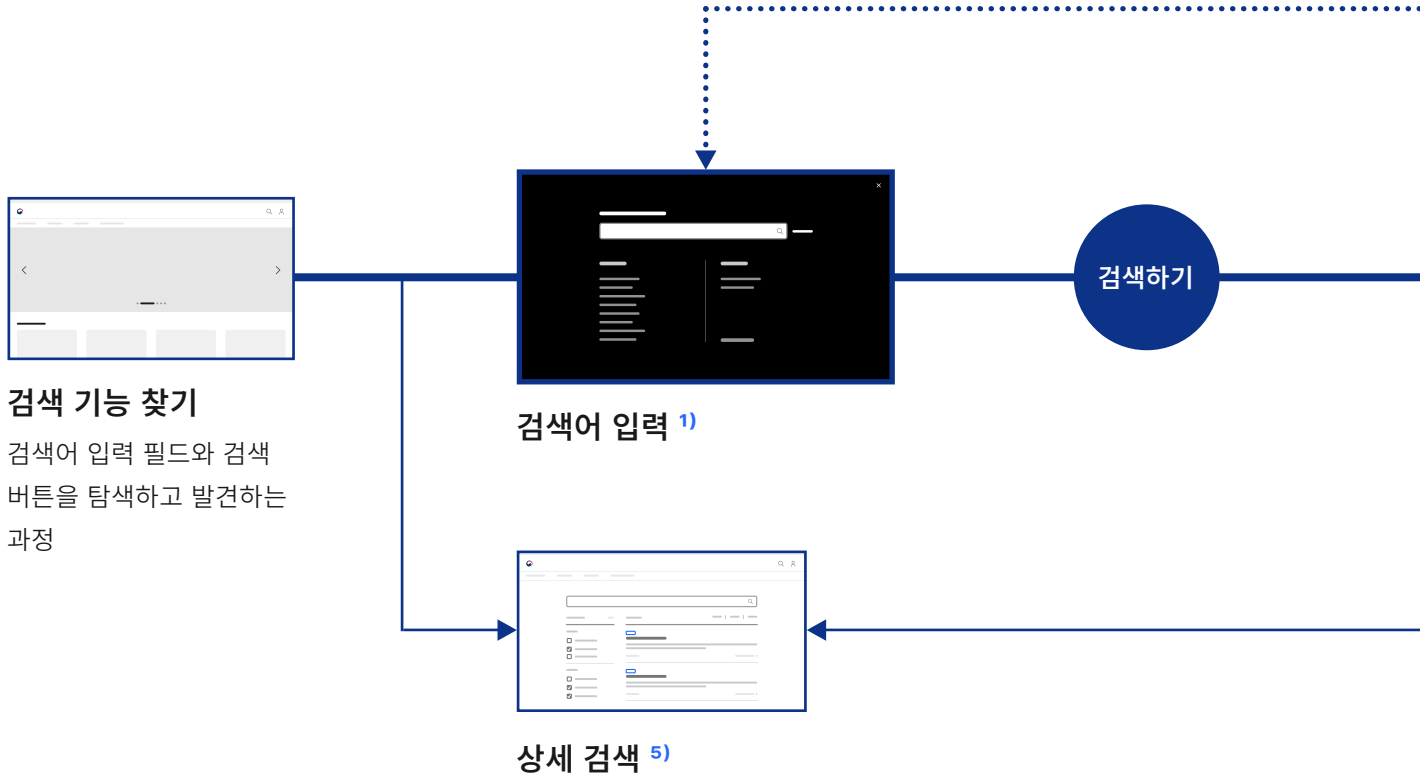 검색하기
검색 기능 찾기
검색어 입력 필드와 검색
버튼을 탐색하고 발견하는
과정
검색어 입력 1)
상세 검색 5)